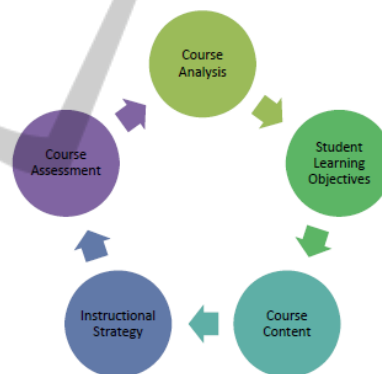 Course
Analysis
Student
Learning
Objectives
Course
Content
Instructional
Strategy
Course
Assessment